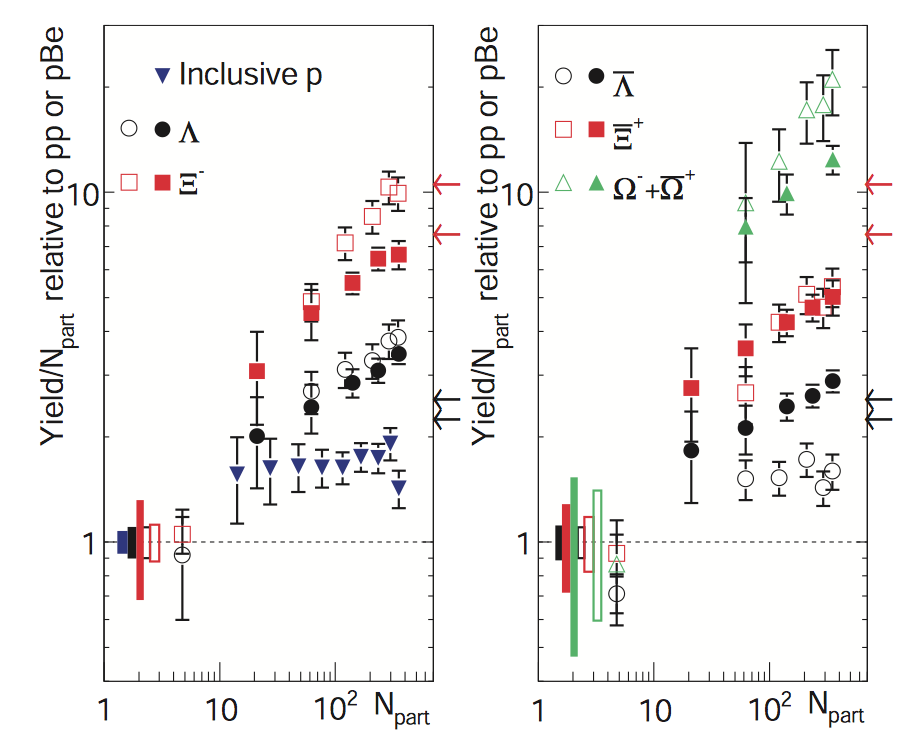 Yield/N_part relative to pp or pBe
Inclusive p
Λ
Ξ⁻
10
1
1
10
10²
N_part
Yield/N_part relative to pp or pBe
Λ̅
Ξ̅⁺
Ω⁻+Ω̅⁺
10
1
1
10
10²
N_part